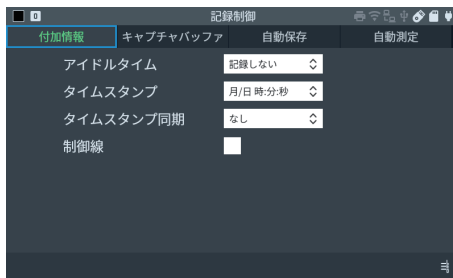 0 記録制御
付加情報 キャプチャバッファ 自動保存 自動測定
アイドルタイム 記録しない
タイムスタンプ 月/日 時:分:秒
タイムスタンプ同期 なし
制御線